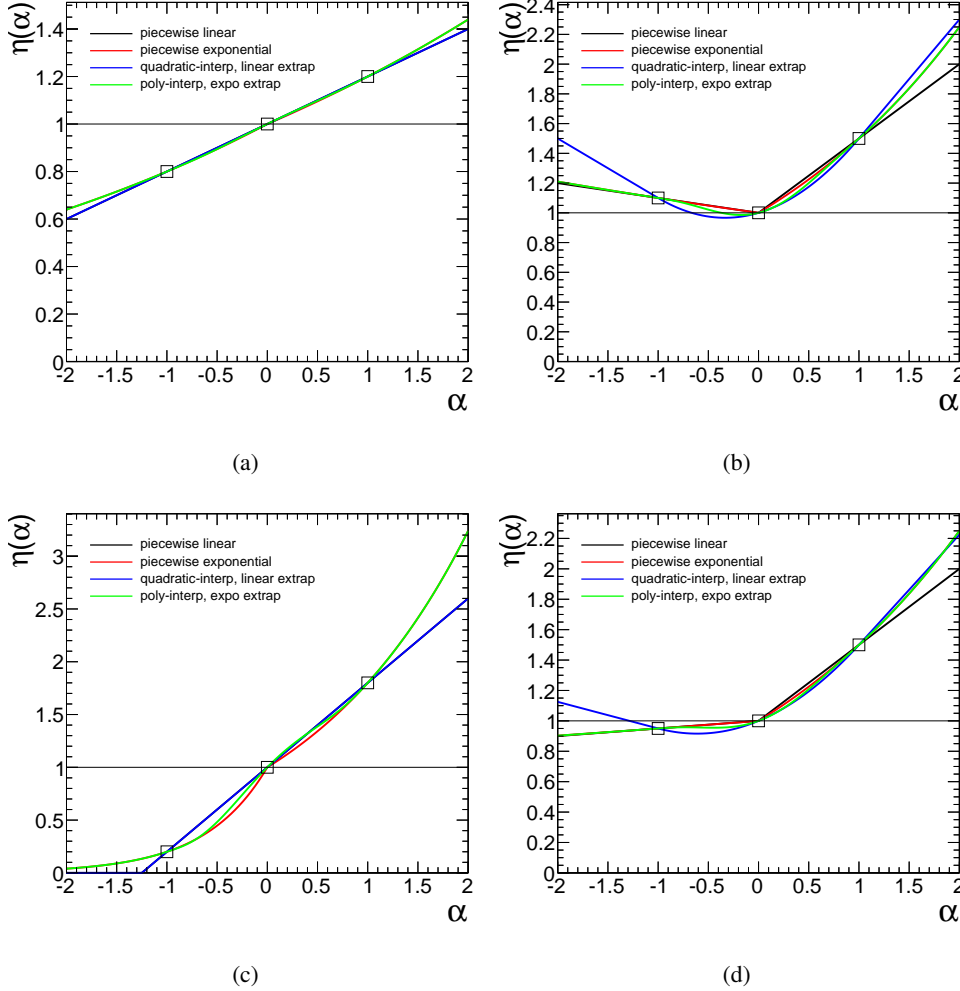 η(α)
1.4
1.2
1
0.8
0.6
0.4
0.2
0
piecewise linear
piecewise exponential
quadratic-interp, linear extrap
poly-interp, expo extrap
-2 -1.5 -1 -0.5 0 0.5 1 1.5 2
α
(a)
η(α)
2.4
2.2
2
1.8
1.6
1.4
1.2
1
0.8
0.6
0.4
0.2
0
piecewise linear
piecewise exponential
quadratic-interp, linear extrap
poly-interp, expo extrap
-2 -1.5 -1 -0.5 0 0.5 1 1.5 2
α
(b)
η(α)
3
2.5
2
1.5
1
0.5
0
piecewise linear
piecewise exponential
quadratic-interp, linear extrap
poly-interp, expo extrap
-2 -1.5 -1 -0.5 0 0.5 1 1.5 2
α
(c)
η(α)
2.2
2
1.8
1.6
1.4
1.2
1
0.8
0.6
0.4
0.2
0
piecewise linear
piecewise exponential
quadratic-interp, linear extrap
poly-interp, expo extrap
-2 -1.5 -1 -0.5 0 0.5 1 1.5 2
α
(d)